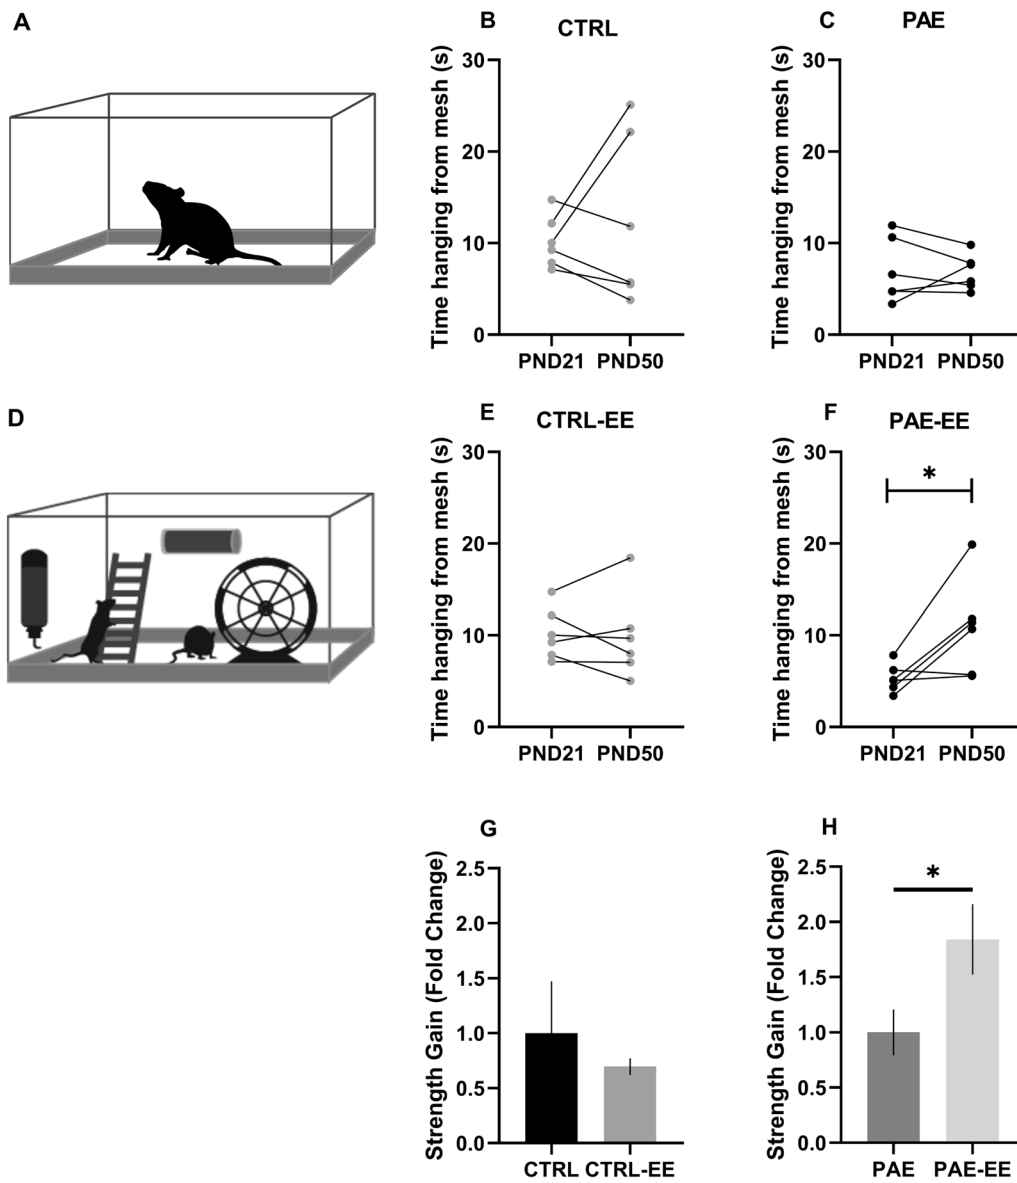 A
B
CTRL
Time hanging from mesh (s)
30
20
10
0
PND21 PND50
C
PAE
Time hanging from mesh (s)
30
20
10
0
PND21 PND50
D
E
CTRL-EE
Time hanging from mesh (s)
30
20
10
0
PND21 PND50
F
PAE-EE
*
Time hanging from mesh (s)
30
20
10
0
PND21 PND50
G
Strength Gain (Fold Change)
2.5
2.0
1.5
1.0
0.5
0.0
CTRL CTRL-EE
H
*
Strength Gain (Fold Change)
2.5
2.0
1.5
1.0
0.5
0.0
PAE PAE-EE